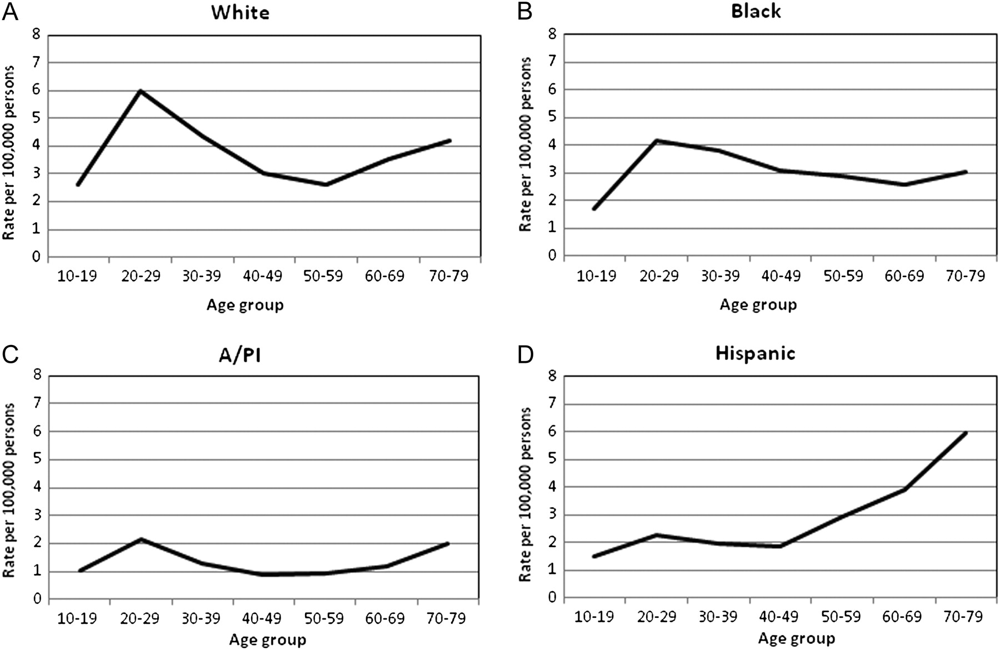 A
White
8
7
6
5
4
3
2
1
0
Rate per 100,000 persons
10-19 20-29 30-39 40-49 50-59 60-69 70-79
Age group
B
Black
8
7
6
5
4
3
2
1
0
Rate per 100,000 persons
10-19 20-29 30-39 40-49 50-59 60-69 70-79
Age group
C
A/PI
8
7
6
5
4
3
2
1
0
Rate per 100,000 persons
10-19 20-29 30-39 40-49 50-59 60-69 70-79
Age group
D
Hispanic
8
7
6
5
4
3
2
1
0
Rate per 100,000 persons
10-19 20-29 30-39 40-49 50-59 60-69 70-79
Age group